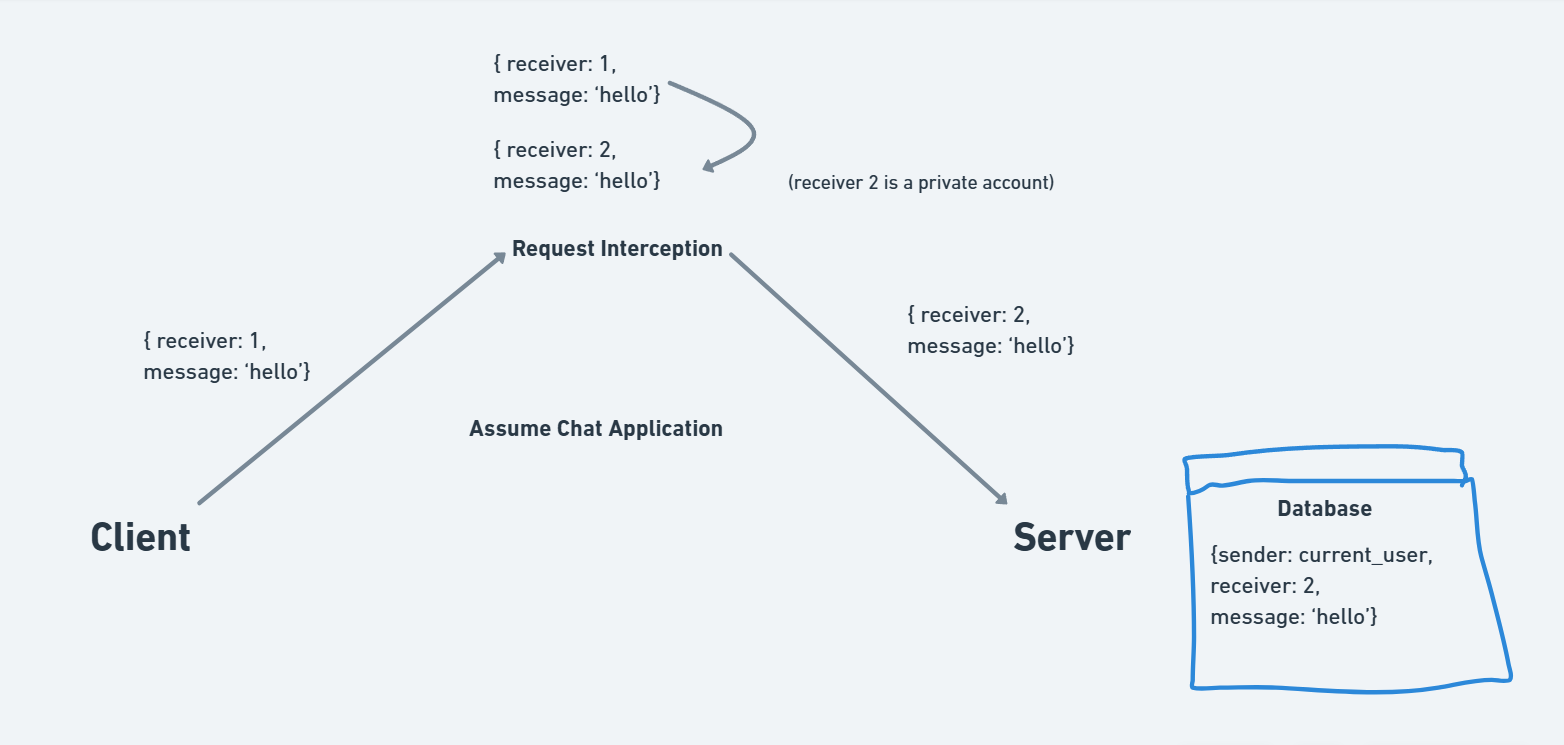 { receiver: 1,
message: ‘hello’}
{ receiver: 2,
message: ‘hello’}
(receiver 2 is a private account)
Request Interception
{ receiver: 1,
message: ‘hello’}
{ receiver: 2,
message: ‘hello’}
Assume Chat Application
Client
Server
Database
{sender: current_user,
receiver: 2,
message: ‘hello’}